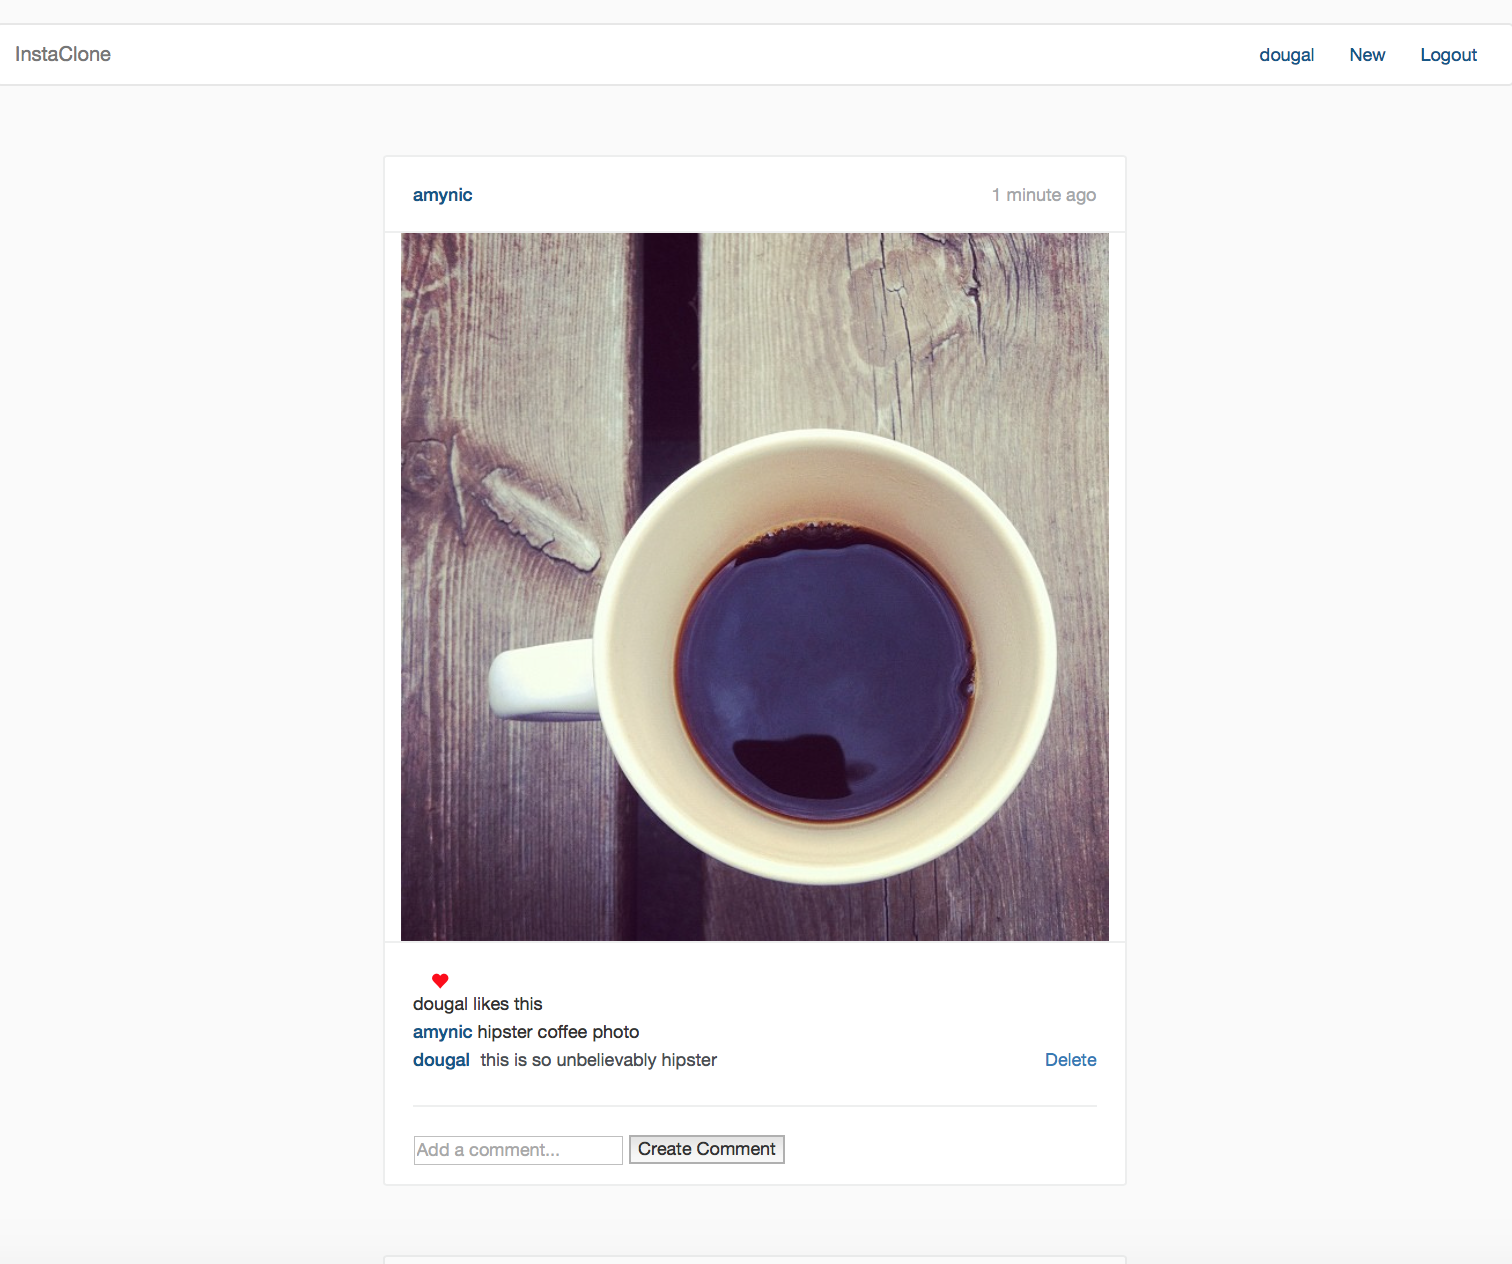 InstaClone dougal New Logout
amynic 1 minute ago
dougal likes this
amynic hipster coffee photo
dougal this is so unbelievably hipster Delete
Add a comment... Create Comment